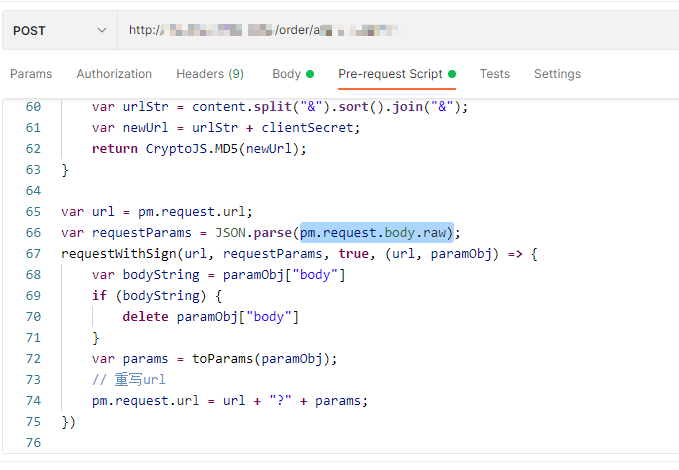 POST http:// /order/a
Params Authorization Headers (9) Body Pre-request Script Tests Settings
60 var urlStr = content.split("&").sort().join("&");
61 var newUrl = urlStr + clientSecret;
62 return CryptoJS.MD5(newUrl);
63 }
64
65 var url = pm.request.url;
66 var requestParams = JSON.parse(pm.request.body.raw);
67 requestWithSign(url, requestParams, true, (url, paramObj) => {
68 var bodyString = paramObj["body"]
69 if (bodyString) {
70 delete paramObj["body"]
71 }
72 var params = toParams(paramObj);
73 // 重写url
74 pm.request.url = url + "?" + params;
75 })
76